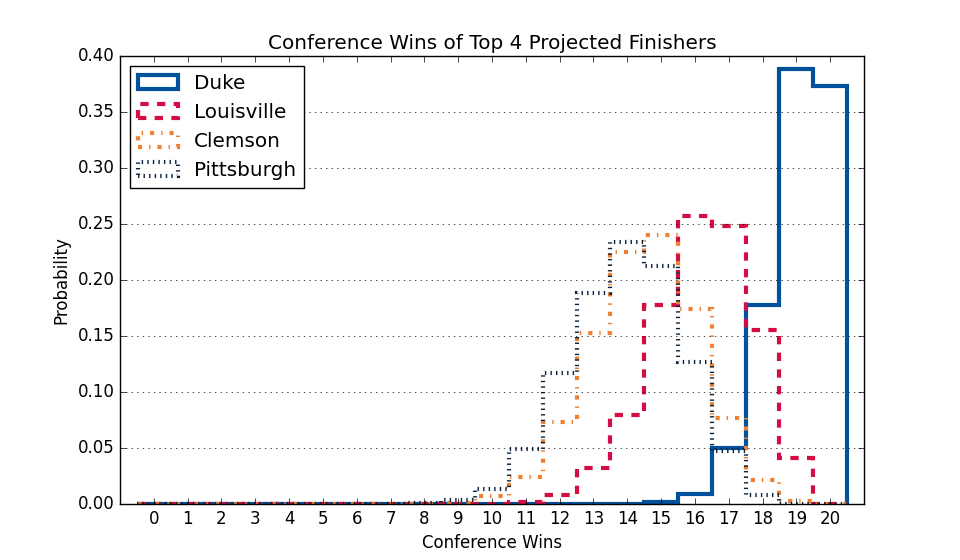 Conference Wins of Top 4 Projected Finishers
0.40
0.35
0.30
0.25
0.20
0.15
0.10
0.05
0.00
Probability
Duke
Louisville
Clemson
Pittsburgh
0 1 2 3 4 5 6 7 8 9 10 11 12 13 14 15 16 17 18 19 20
Conference Wins